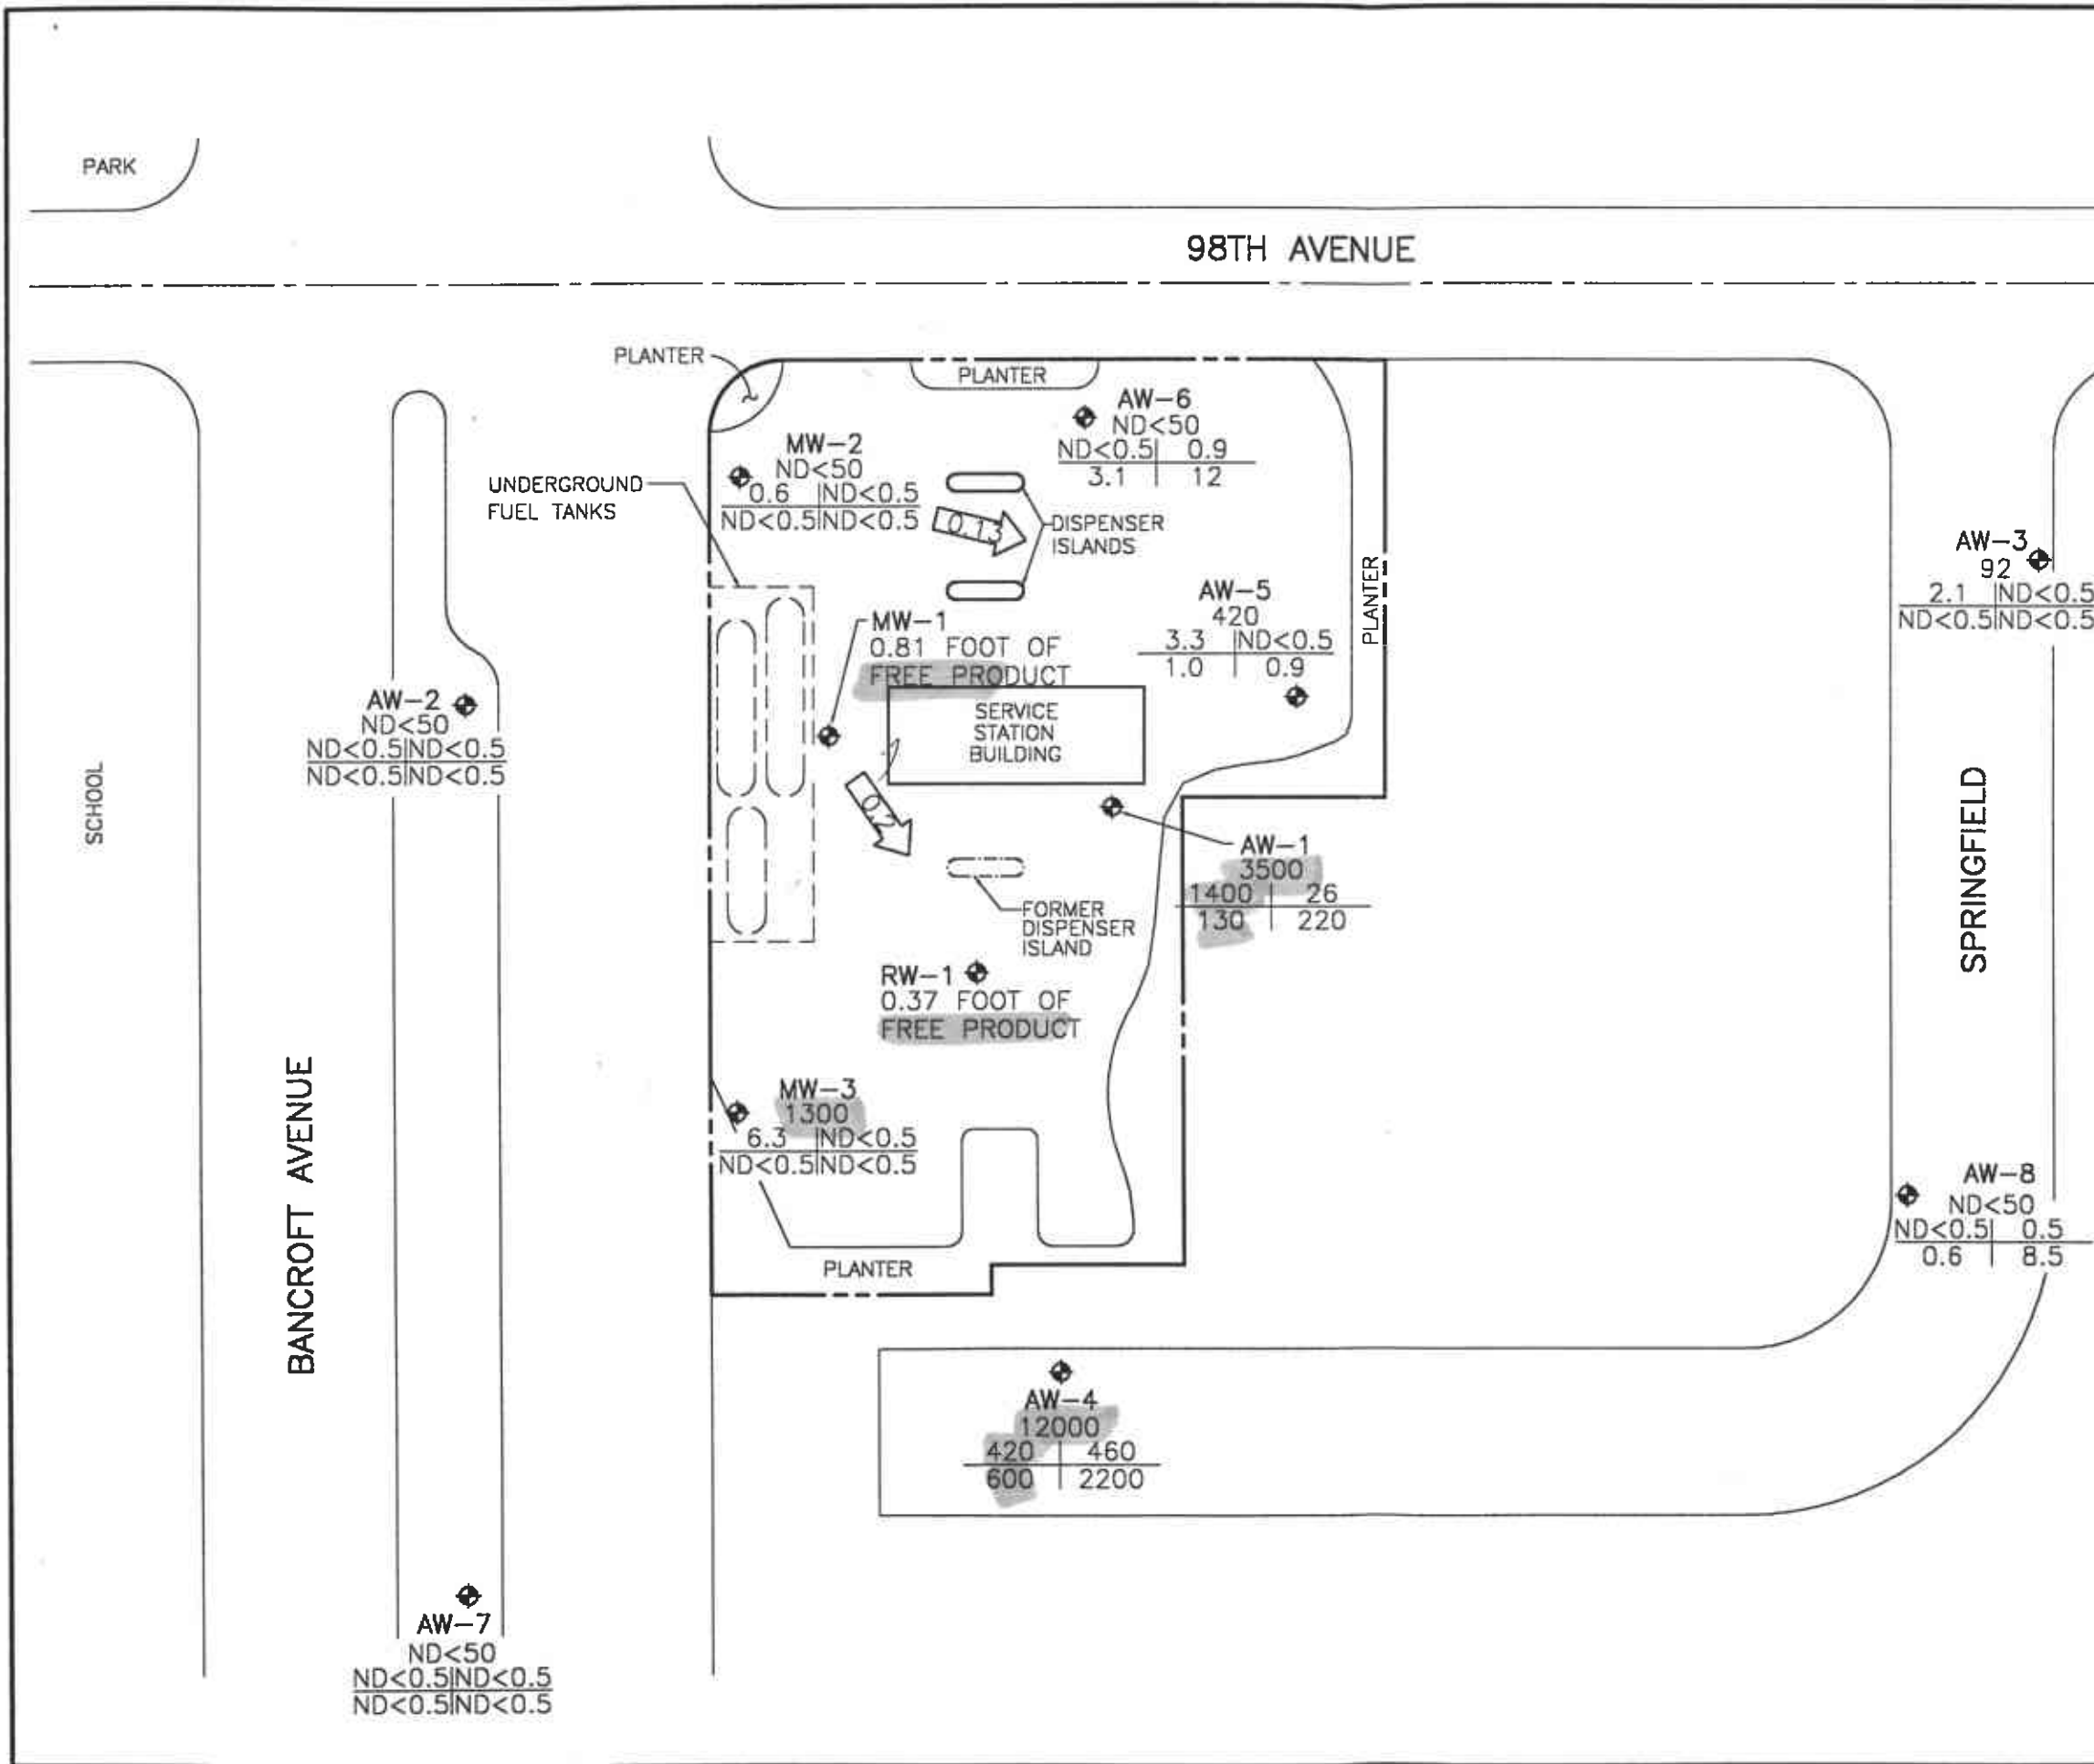 PARK
98TH AVENUE
PLANTER
PLANTER
AW-6
ND<50
ND<0.5 | 0.9
3.1 | 12
MW-2
ND<50
0.6 | ND<0.5
ND<0.5 | ND<0.5
UNDERGROUND
FUEL TANKS
0.13
DISPENSER
ISLANDS
PLANTER
AW-3
92
2.1 | ND<0.5
ND<0.5 | ND<0.5
AW-5
420
3.3 | ND<0.5
1.0 | 0.9
MW-1
0.81 FOOT OF
FREE PRODUCT
SERVICE
STATION
BUILDING
AW-2
ND<50
ND<0.5 | ND<0.5
ND<0.5 | ND<0.5
SCHOOL
0.2
SPRINGFIELD
AW-1
3500
1400 | 26
130 | 220
FORMER
DISPENSER
ISLAND
RW-1
0.37 FOOT OF
FREE PRODUCT
BANCROFT AVENUE
MW-3
1300
6.3 | ND<0.5
ND<0.5 | ND<0.5
AW-8
ND<50
ND<0.5 | 0.5
0.6 | 8.5
PLANTER
AW-4
12000
420 | 460
600 | 2200
AW-7
ND<50
ND<0.5 | ND<0.5
ND<0.5 | ND<0.5